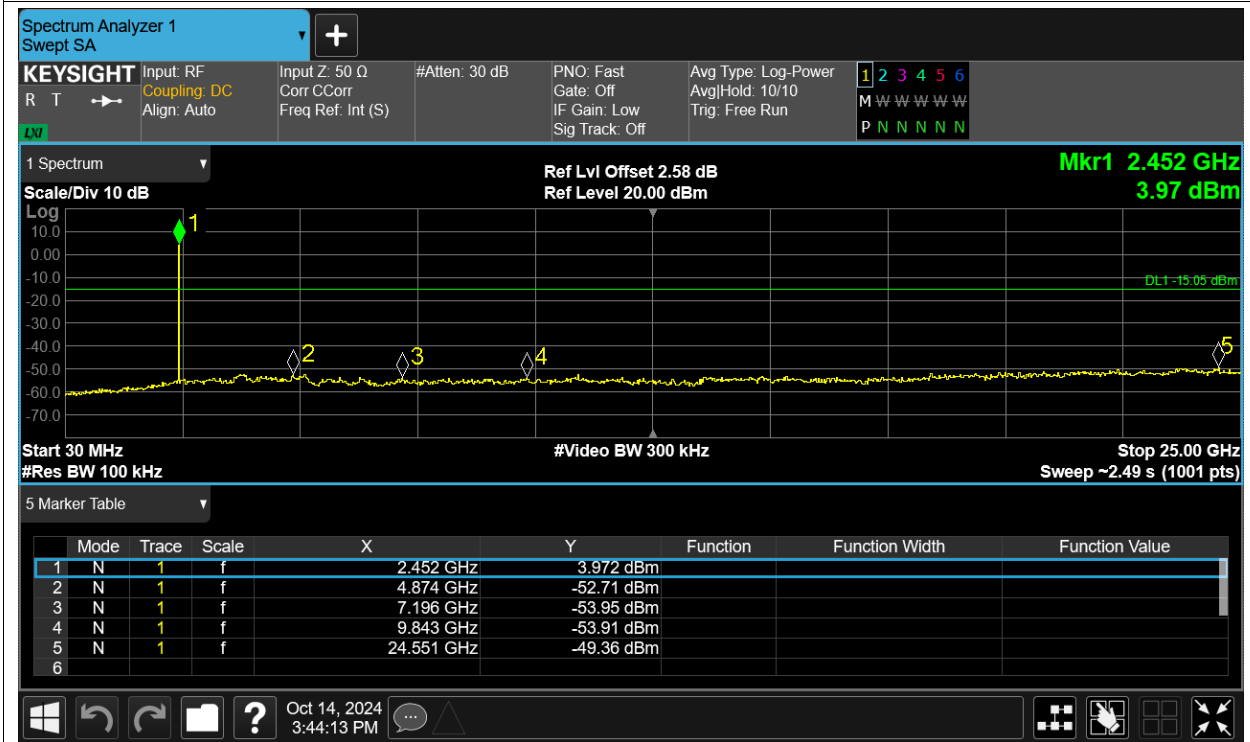 Spectrum Analyzer 1
Swept SA
+
KEYSIGHT Input: RF Input Z: 50 Ω #Atten: 30 dB PNO: Fast Avg Type: Log-Power 1 2 3 4 5 6
R T Coupling: DC Corr CCorr Gate: Off Avg|Hold: 10/10 M W W W W W
Align: Auto Freq Ref: Int (S) IF Gain: Low Trig: Free Run
LXI Sig Track: Off P N N N N N
1 Spectrum Ref Lvl Offset 2.58 dB Mkr1 2.452 GHz
Scale/Div 10 dB Ref Level 20.00 dBm 3.97 dBm
Log
1
10.0
0.00
-10.0
DL1 -15.05 dBm
-20.0
-30.0
-40.0
2 3 4 5
-50.0
-60.0
-70.0
Start 30 MHz #Video BW 300 kHz Stop 25.00 GHz
#Res BW 100 kHz Sweep ~2.49 s (1001 pts)
5 Marker Table
Mode Trace Scale X Y Function Function Width Function Value
1 N 1 f 2.452 GHz 3.972 dBm
2 N 1 f 4.874 GHz -52.71 dBm
3 N 1 f 7.196 GHz -53.95 dBm
4 N 1 f 9.843 GHz -53.91 dBm
5 N 1 f 24.551 GHz -49.36 dBm
6
? Oct 14, 2024
3:44:13 PM